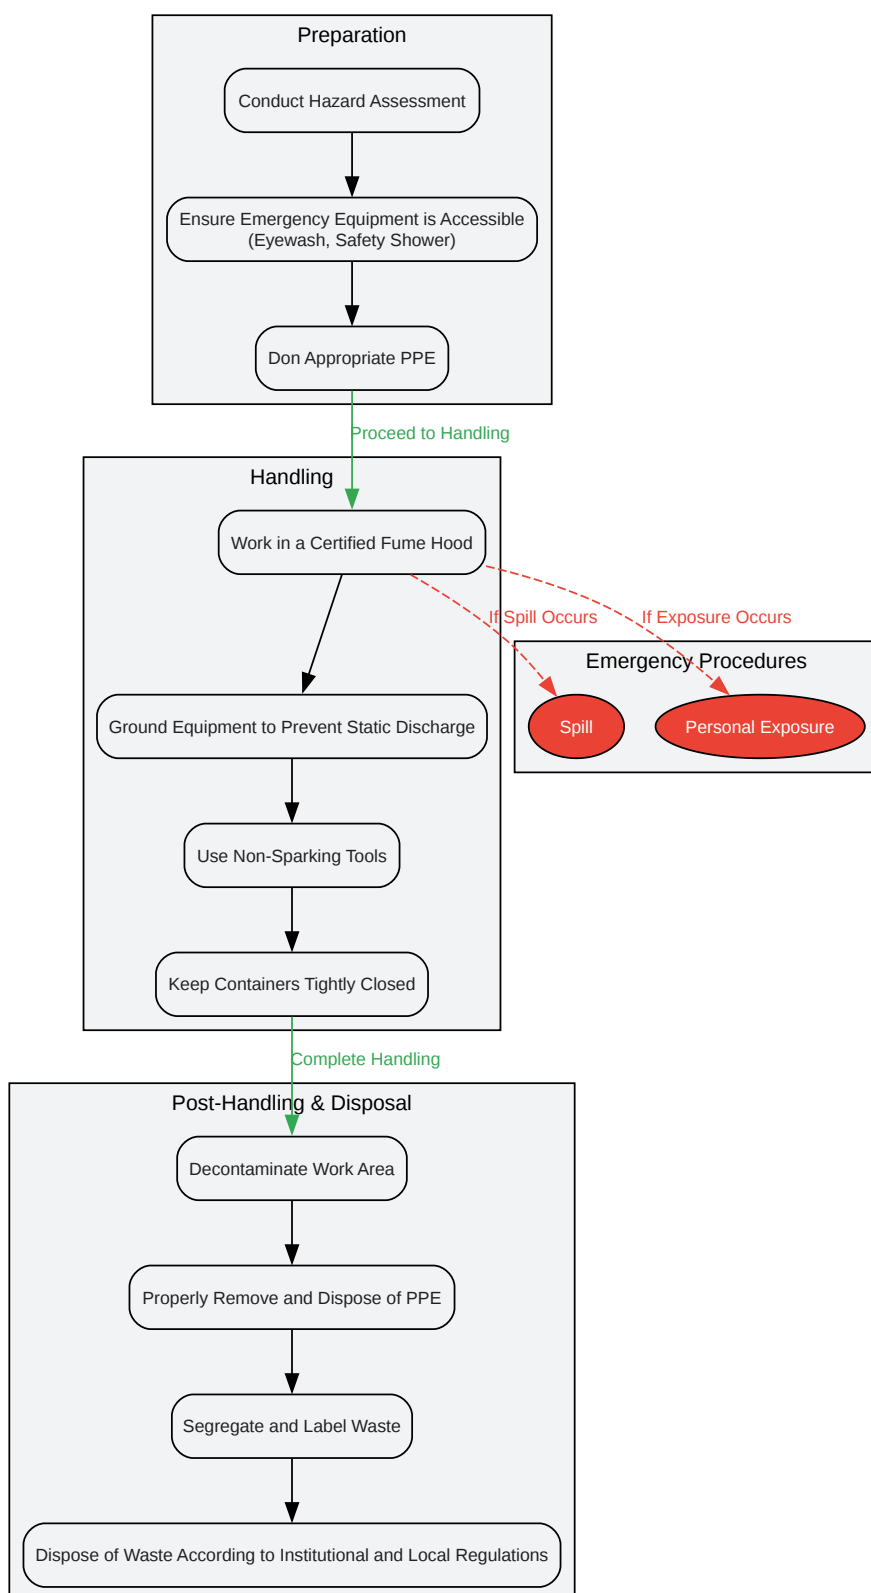 Preparation
Conduct Hazard Assessment
Ensure Emergency Equipment is Accessible
(Eyewash, Safety Shower)
Don Appropriate PPE
Proceed to Handling
Handling
Work in a Certified Fume Hood
If Spill Occurs
If Exposure Occurs
Emergency Procedures
Spill
Personal Exposure
Ground Equipment to Prevent Static Discharge
Use Non-Sparking Tools
Keep Containers Tightly Closed
Complete Handling
Post-Handling & Disposal
Decontaminate Work Area
Properly Remove and Dispose of PPE
Segregate and Label Waste
Dispose of Waste According to Institutional and Local Regulations